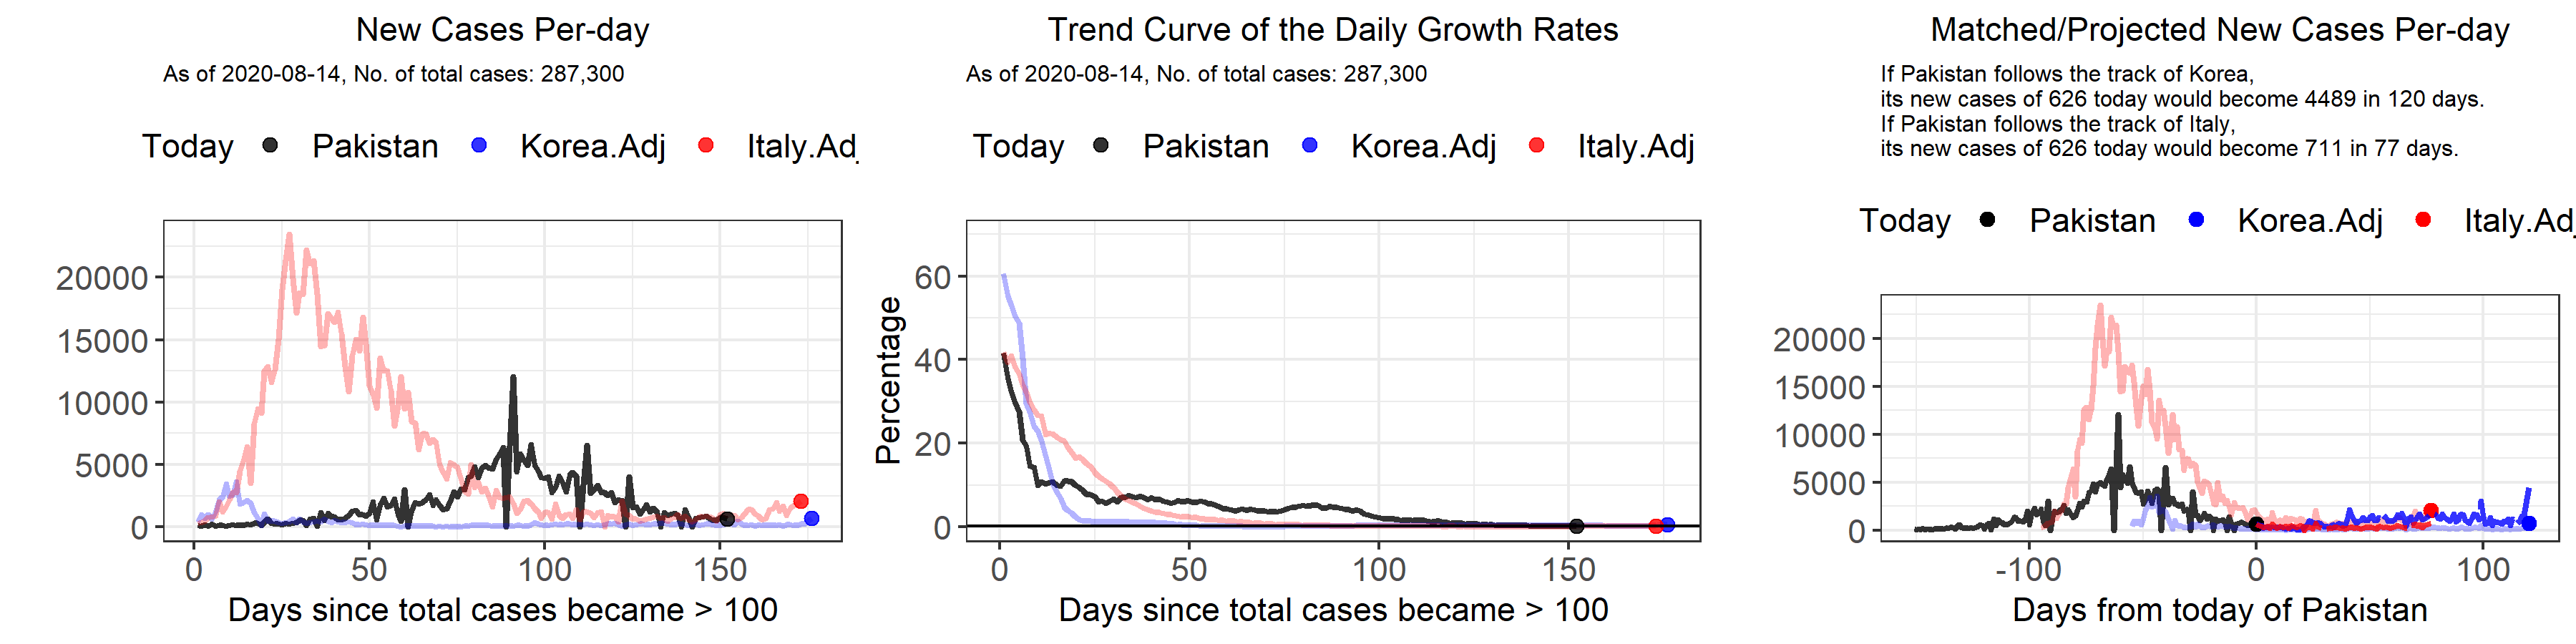 New Cases Per-day
As of 2020-08-14, No. of total cases: 287,300
Today Pakistan Korea.Adj Italy.Adj
20000
15000
10000
5000
0
0 50 100 150
Days since total cases became > 100
Trend Curve of the Daily Growth Rates
As of 2020-08-14, No. of total cases: 287,300
Today Pakistan Korea.Adj Italy.Adj
Percentage
60
40
20
0
0 50 100 150
Days since total cases became > 100
Matched/Projected New Cases Per-day
If Pakistan follows the track of Korea,
its new cases of 626 today would become 4489 in 120 days.
If Pakistan follows the track of Italy,
its new cases of 626 today would become 711 in 77 days.
Today Pakistan Korea.Adj Italy.Adj
20000
15000
10000
5000
0
-100 0 100
Days from today of Pakistan